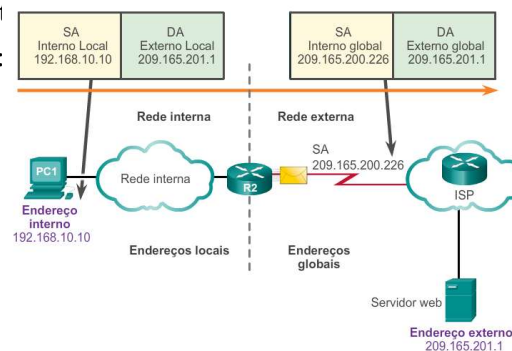 1
:
SA
Interno Local
192.168.10.10
DA
Externo Local
209.165.201.1
SA
Interno global
209.165.200.226
DA
Externo global
209.165.201.1
Rede interna
Rede externa
SA
209.165.200.226
PC1
Rede interna
R2
ISP
Endereço
interno
192.168.10.10
Endereços locais
Endereços
globais
Servidor web
Endereço externo
209.165.201.1